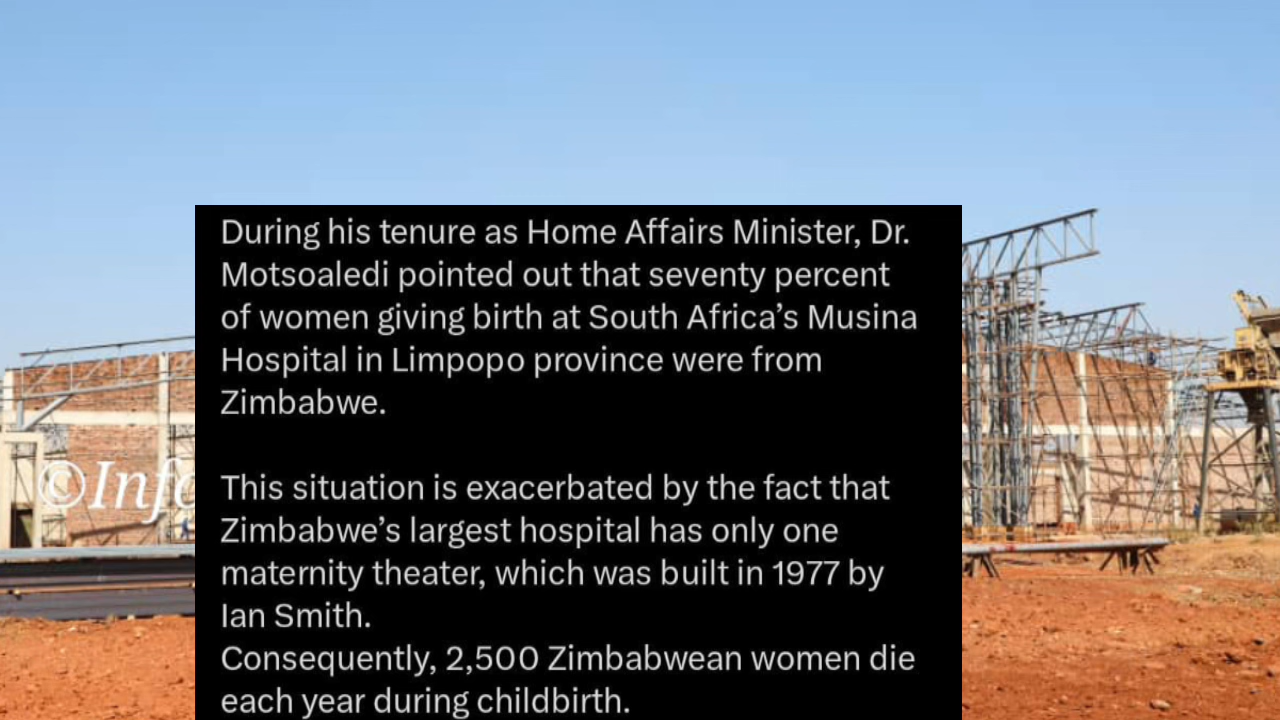 During his tenure as Home Affairs Minister, Dr.
Motsoaledi pointed out that seventy percent
of women giving birth at South Africa’s Musina
Hospital in Limpopo province were from
Zimbabwe.
This situation is exacerbated by the fact that
Zimbabwe’s largest hospital has only one
maternity theater, which was built in 1977 by
Ian Smith.
Consequently, 2,500 Zimbabwean women die
each year during childbirth.